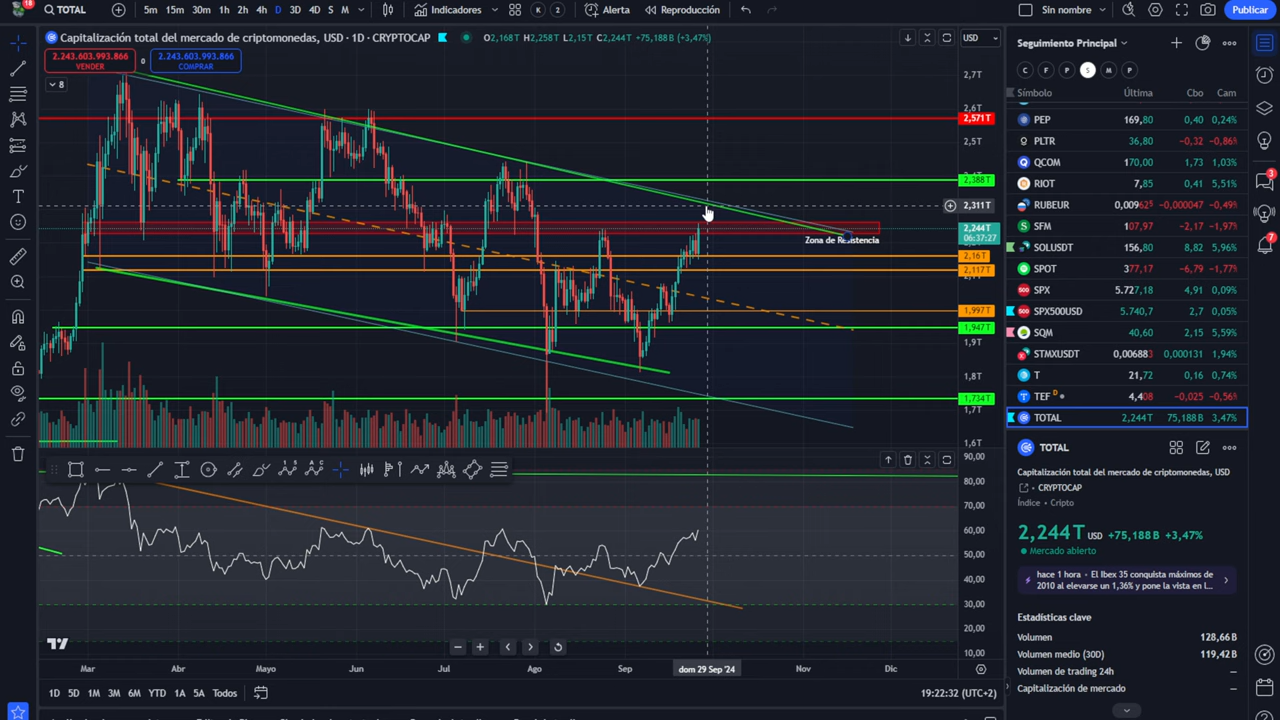 18
TOTAL
5m 15m 30m 1h 2h 4h D 3D 4D S M
Indicadores
K 2
Alerta
Reproducción
Sin nombre
Publicar
Capitalización total del mercado de criptomonedas, USD · 1D · CRYPTOCAP
O2,168T H2,258T L2,15T C2,244T +75,188B (+3,47%)
USD
2.243.603.993.866
VENDER
0
2.243.603.993.866
COMPRAR
8
2,7T
2,6T
2,571T
2,5T
2,388T
2,311T
2,244T
06:37:27
Zona de Resistencia
2,16T
2,117T
1,997T
1,947T
1,9T
1,8T
1,734T
1,7T
1,6T
90,00
80,00
70,00
60,00
50,00
40,00
30,00
20,00
10,00
Mar Abr Mayo Jun Jul Ago Sep dom 29 Sep '24 Nov Dic
1D 5D 1M 3M 6M YTD 1A 5A Todos
19:22:32 (UTC+2)
Seguimiento Principal
C F P S M P
Símbolo Última Cbo Cam
PEP 169,80 0,40 0,24%
PLTR 36,80 −0,32 −0,86%
QCOM 170,00 1,73 1,03%
RIOT 7,85 0,41 5,51%
RUBEUR 0,00962 −0,000047 −0,49%
SFM 107,97 −2,17 −1,97%
SOLUSDT 156,80 8,82 5,96%
SPOT 377,17 −6,79 −1,77%
SPX 5.727,18 4,91 0,09%
SPX500USD 5.740,7 2,7 0,05%
SQM 40,60 2,15 5,59%
STMXUSDT 0,006883 0,000131 1,94%
T 21,72 0,16 0,74%
TEF D 4,408 −0,025 −0,56%
TOTAL 2,244T 75,188B 3,47%
TOTAL
Capitalización total del mercado de criptomonedas, USD
CRYPTOCAP
Índice · Cripto
2,244T USD +75,188B +3,47%
Mercado abierto
hace 1 hora · El Ibex 35 conquista máximos de
2010 al elevarse un 1,36% y pone la vista en l...
Estadísticas clave
Volumen 128,66B
Volumen medio (30D) 119,42B
Volumen de trading 24h —
Capitalización de mercado —
3
7